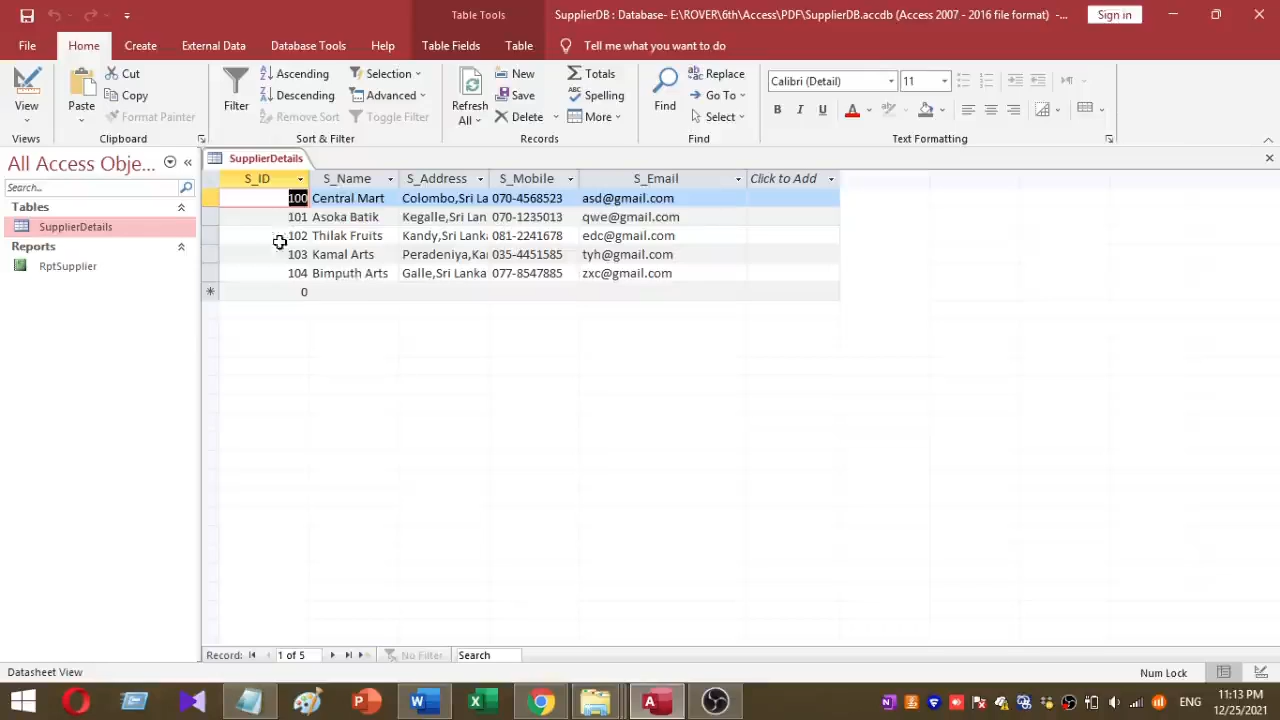 Table Tools
SupplierDB : Database- E:\ROVER\6th\Access\PDF\SupplierDB.accdb (Access 2007 - 2016 file format) -...
Sign in
File Home Create External Data Database Tools Help Table Fields Table Tell me what you want to do
View
Views
Paste
Cut
Copy
Format Painter
Clipboard
Filter
Ascending
Descending
Remove Sort
Selection
Advanced
Toggle Filter
Sort & Filter
Refresh
All
New
Save
Delete
Totals
Spelling
More
Records
Find
Replace
Go To
Select
Find
Calibri (Detail) 11
B I U A
Text Formatting
All Access Obje...
Search...
Tables
SupplierDetails
Reports
RptSupplier
SupplierDetails
S_ID S_Name S_Address S_Mobile S_Email Click to Add
100 Central Mart Colombo,Sri La 070-4568523 asd@gmail.com
101 Asoka Batik Kegalle,Sri Lan 070-1235013 qwe@gmail.com
102 Thilak Fruits Kandy,Sri Lank 081-2241678 edc@gmail.com
103 Kamal Arts Peradeniya,Ka 035-4451585 tyh@gmail.com
104 Bimputh Arts Galle,Sri Lanka 077-8547885 zxc@gmail.com
0
Record: 1 of 5 No Filter Search
Datasheet View
Num Lock
ENG
11:13 PM
12/25/2021